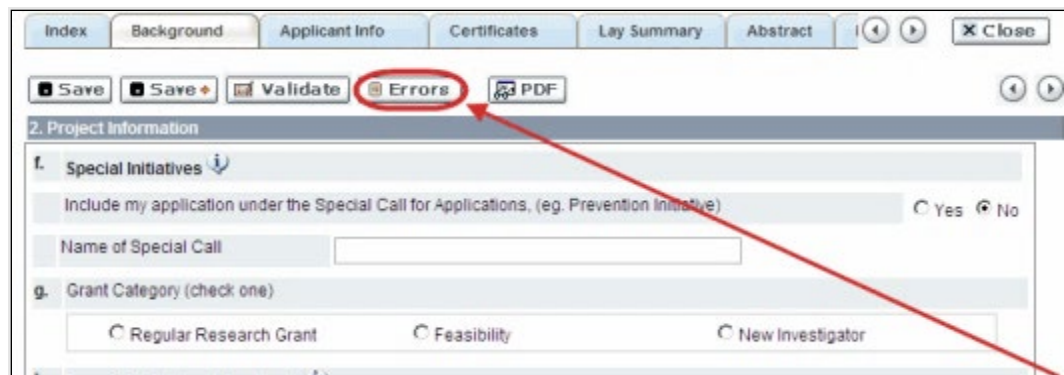 Index Background Applicant Info Certificates Lay Summary Abstract Close
Save Save Validate Errors PDF
2. Project Information
f. Special Initiatives
Include my application under the Special Call for Applications, (eg. Prevention Initiative) Yes No
Name of Special Call
g. Grant Category (check one)
Regular Research Grant Feasibility New Investigator